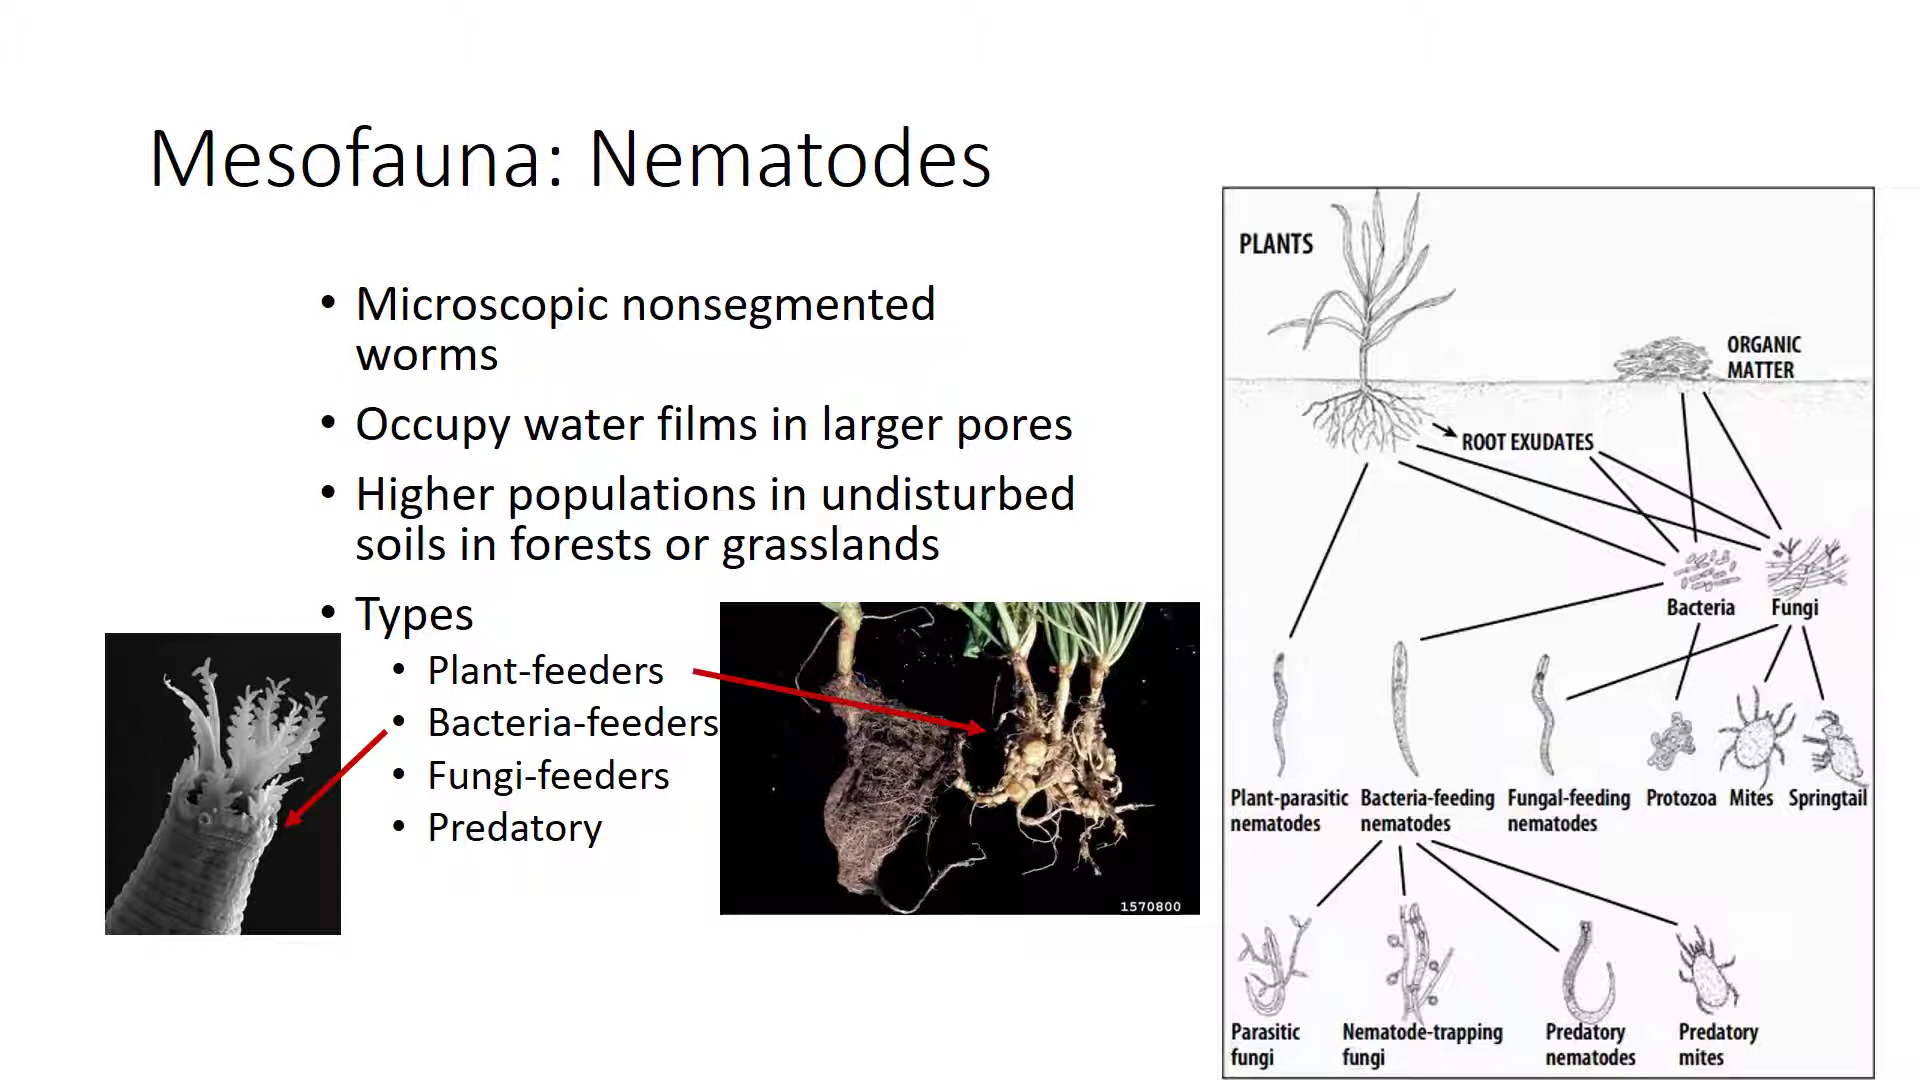 Mesofauna: Nematodes
• Microscopic nonsegmented
worms
• Occupy water films in larger pores
• Higher populations in undisturbed
soils in forests or grasslands
• Types
• Plant-feeders
• Bacteria-feeders
• Fungi-feeders
• Predatory
1570800
PLANTS
ORGANIC
MATTER
ROOT EXUDATES
Bacteria
Fungi
Plant-parasitic
nematodes
Bacteria-feeding
nematodes
Fungal-feeding
nematodes
Protozoa
Mites
Springtail
Parasitic
fungi
Nematode-trapping
fungi
Predatory
nematodes
Predatory
mites